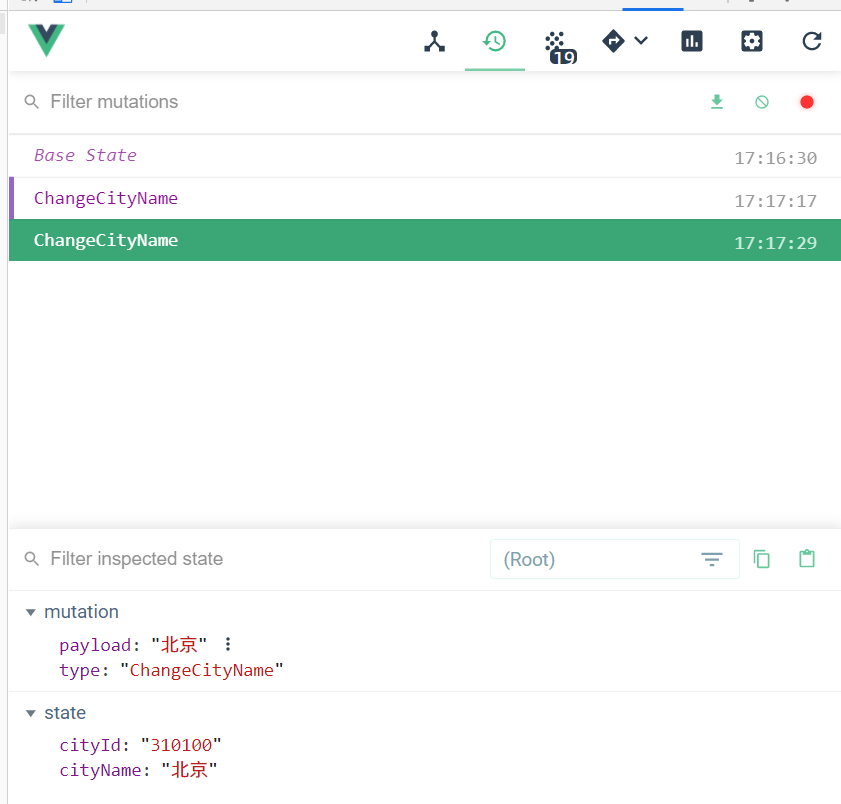 19
Filter mutations
Base State 17:16:30
ChangeCityName 17:17:17
ChangeCityName 17:17:29
Filter inspected state (Root)
mutation
payload: "北京"
type: "ChangeCityName"
state
cityId: "310100"
cityName: "北京"